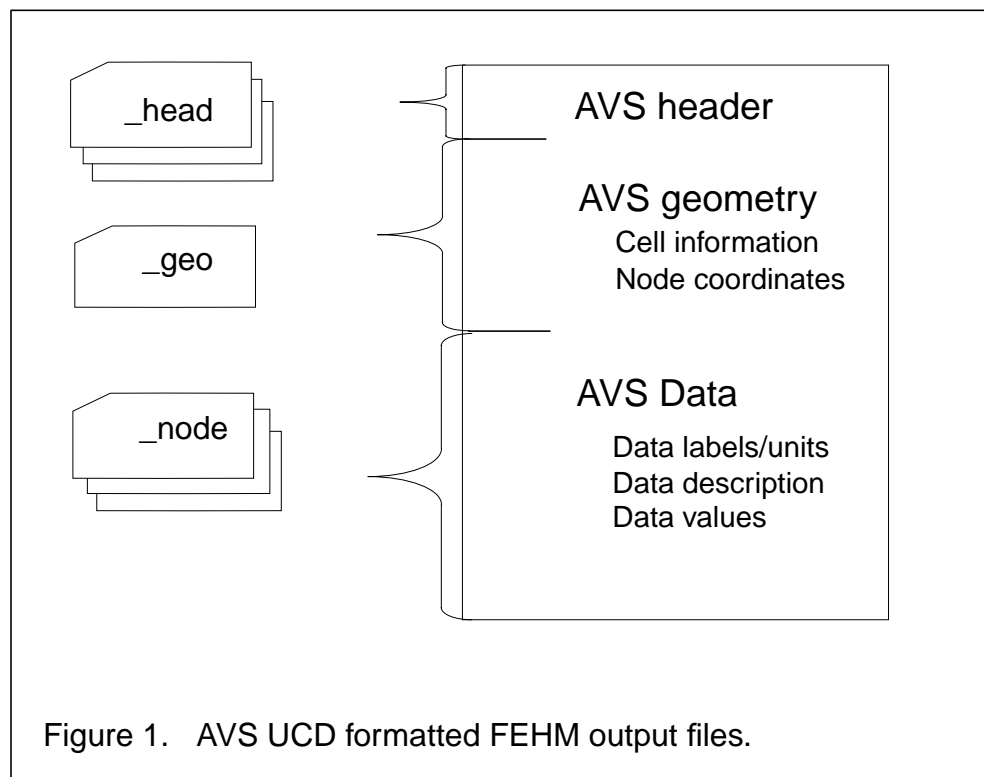 _head
AVS header
_geo
AVS geometry
Cell information
Node coordinates
_node
AVS Data
Data labels/units
Data description
Data values
Figure 1. AVS UCD formatted FEHM output files.